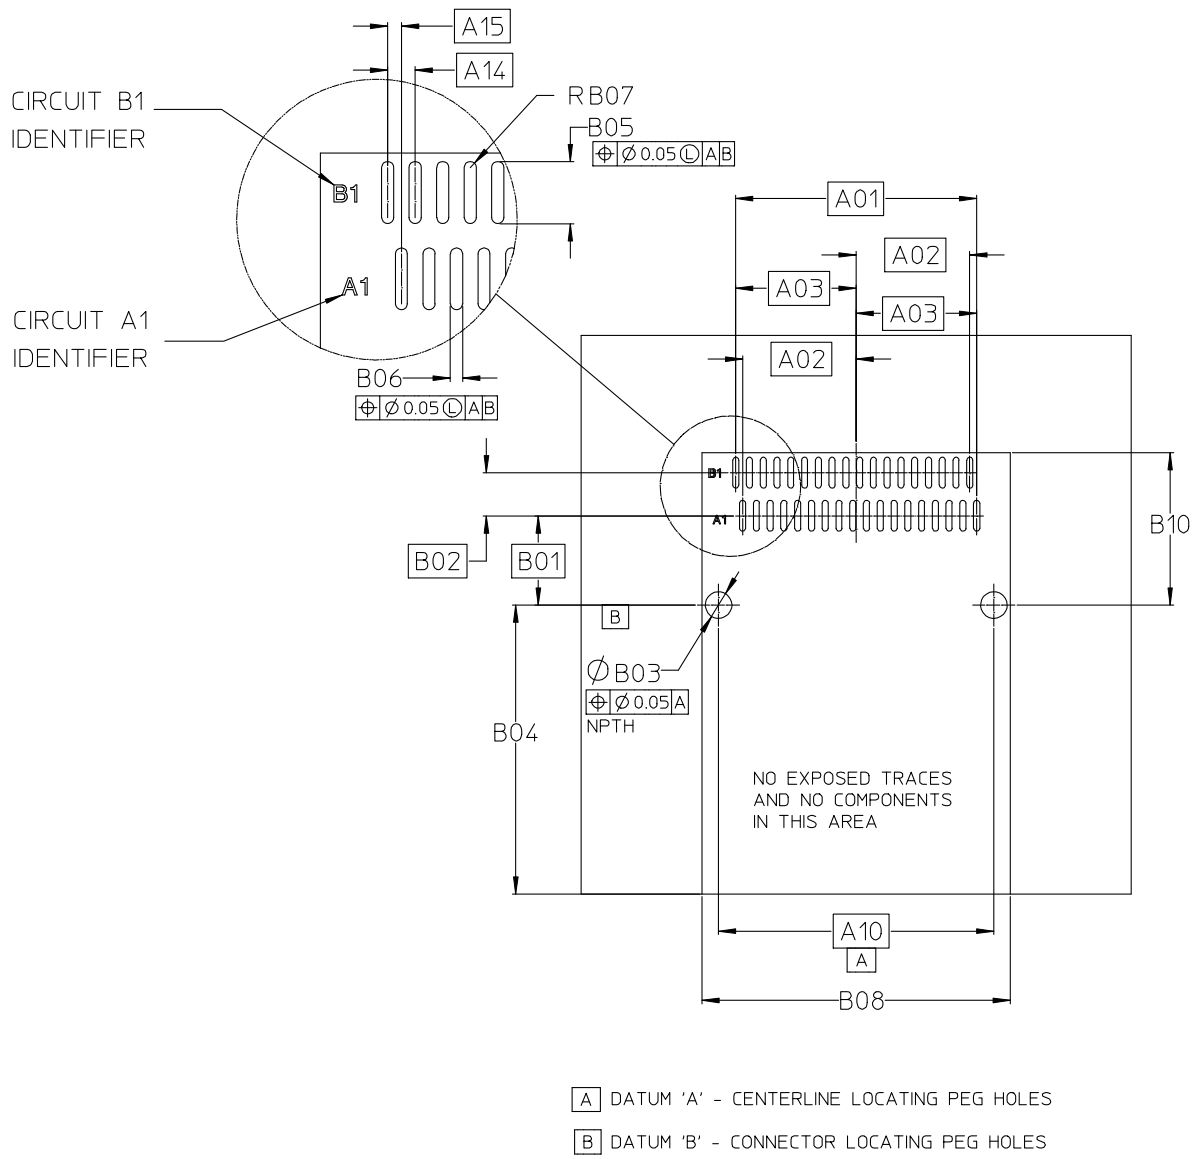 A15
A14
CIRCUIT B1
IDENTIFIER
RB07
B05
⌖ Ø 0.05 Ⓛ A B
B1
A1
CIRCUIT A1
IDENTIFIER
B06
⌖ Ø 0.05 Ⓛ A B
A01
A02
A03
A03
A02
B1
A1
B10
B02
B01
B
Ø B03
⌖ Ø 0.05 A
NPTH
B04
NO EXPOSED TRACES
AND NO COMPONENTS
IN THIS AREA
A10
A
B08
A DATUM 'A' - CENTERLINE LOCATING PEG HOLES
B DATUM 'B' - CONNECTOR LOCATING PEG HOLES